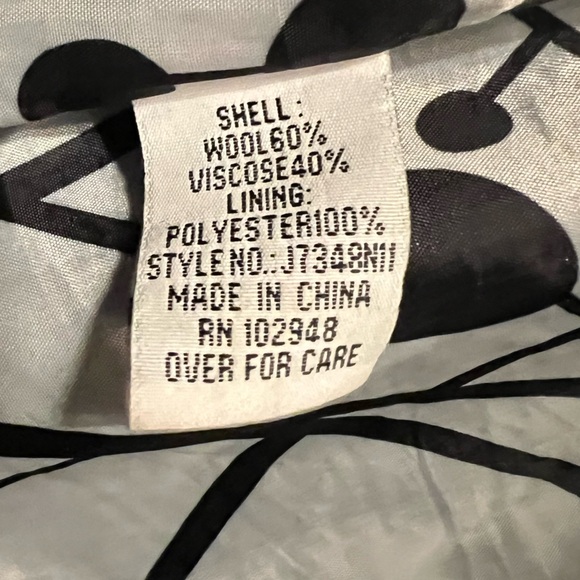 SHELL:
WOOL60%
VISCOSE40%
LINING:
POLYESTER100%
STYLE NO.:J7348N11
MADE IN CHINA
RN 102948
OVER FOR CARE